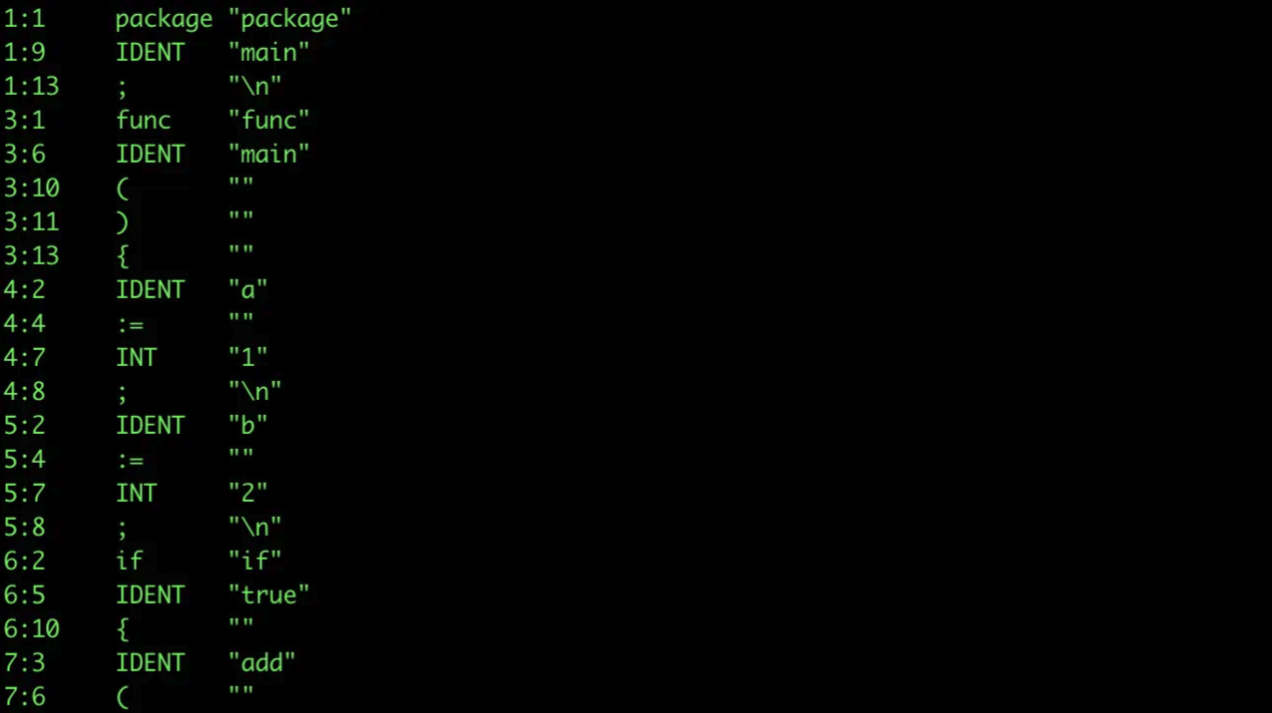 1:1 package "package"
1:9 IDENT "main"
1:13 ; "\n"
3:1 func "func"
3:6 IDENT "main"
3:10 ( ""
3:11 ) ""
3:13 { ""
4:2 IDENT "a"
4:4 := ""
4:7 INT "1"
4:8 ; "\n"
5:2 IDENT "b"
5:4 := ""
5:7 INT "2"
5:8 ; "\n"
6:2 if "if"
6:5 IDENT "true"
6:10 { ""
7:3 IDENT "add"
7:6 ( ""